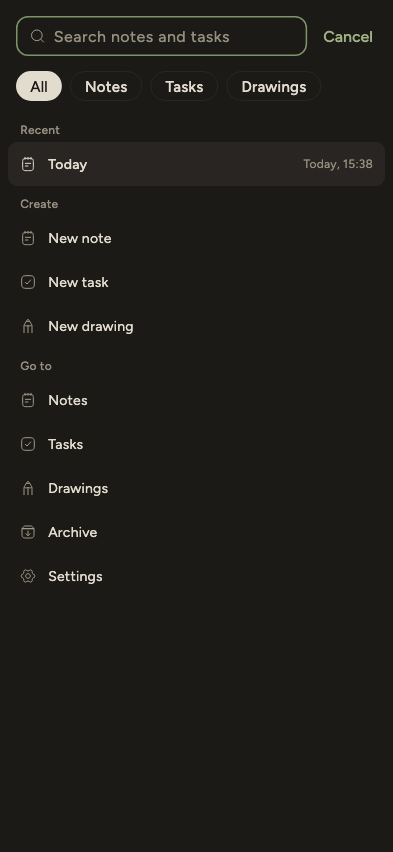 Search notes and tasks
Cancel
All
Notes
Tasks
Drawings
Recent
Today
Today, 15:38
Create
New note
New task
New drawing
Go to
Notes
Tasks
Drawings
Archive
Settings